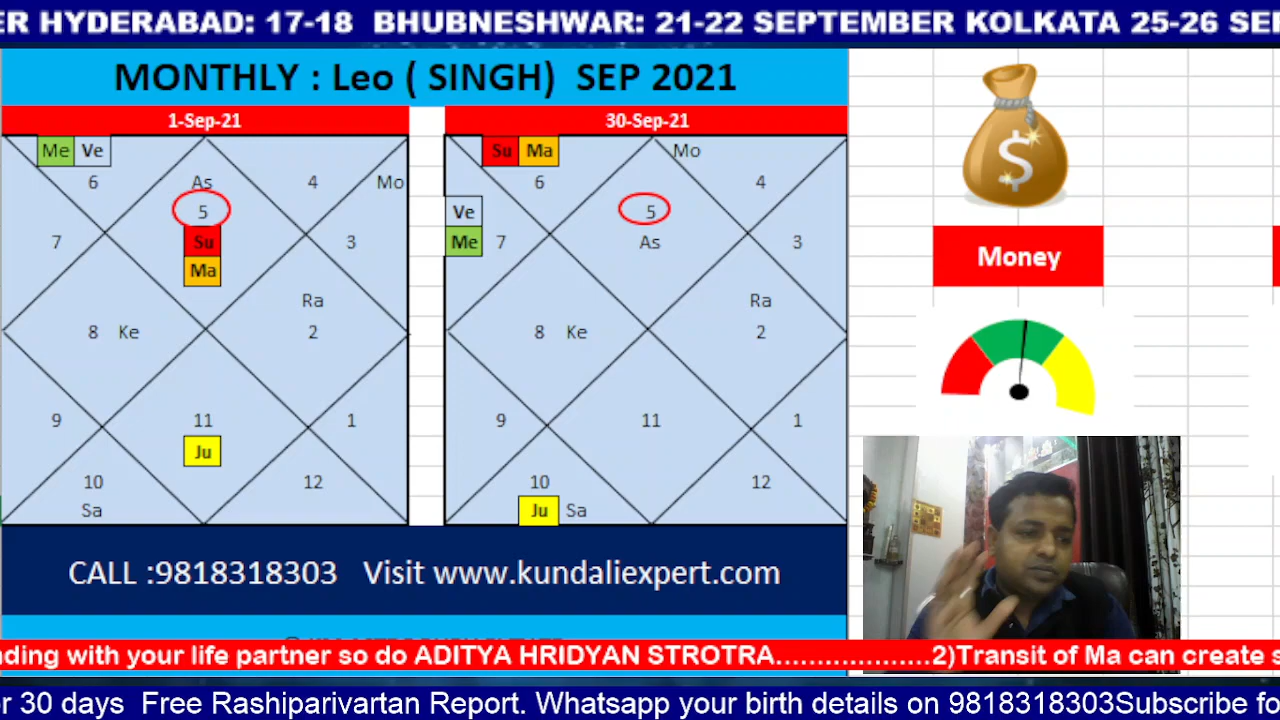 ER HYDERABAD: 17-18 BHUBNESHWAR: 21-22 SEPTEMBER KOLKATA 25-26 SE
MONTHLY : Leo ( SINGH) SEP 2021
1-Sep-21
Me Ve
6
As
4
Mo
5
7
Su
3
Ma
Ra
8 Ke
2
9
11
1
Ju
10
12
Sa
30-Sep-21
Su Ma
Mo
6
4
Ve
5
Me 7
As
3
Ra
8 Ke
2
9
11
1
10
12
Ju Sa
$
Money
CALL :9818318303 Visit www.kundaliexpert.com
nding with your life partner so do ADITYA HRIDYAN STROTRA...................2)Transit of Ma can create s
or 30 days Free Rashiparivartan Report. Whatsapp your birth details on 9818318303Subscribe fo